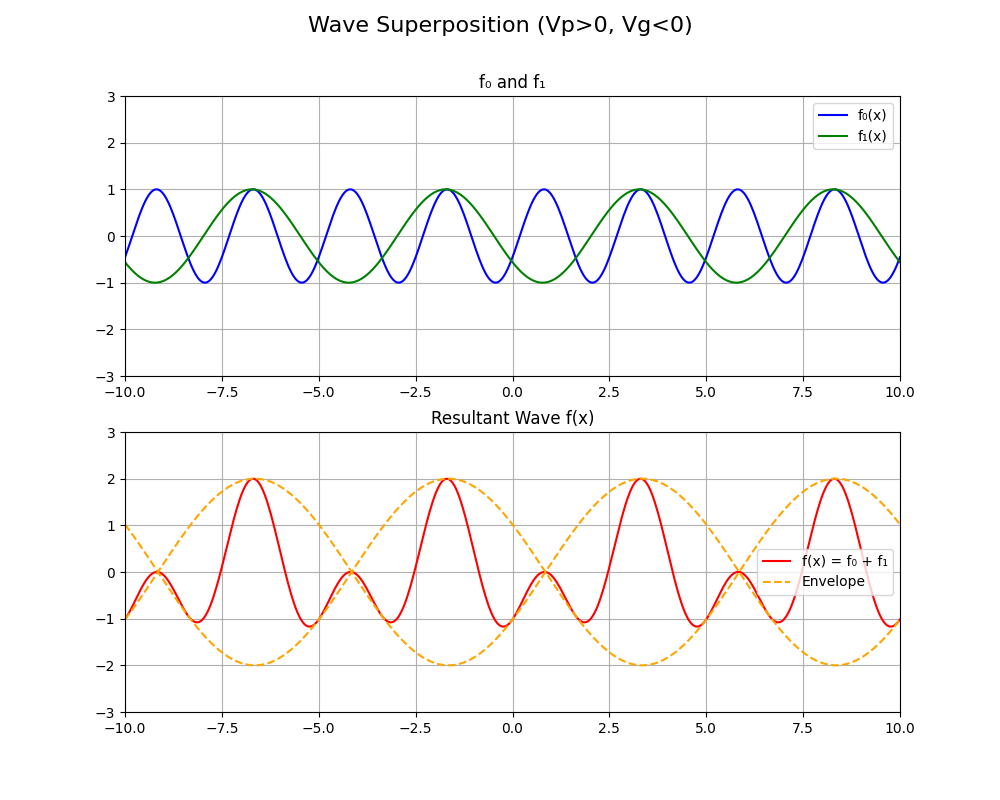 Wave Superposition (Vp>0, Vg<0)
f₀ and f₁
3
2
1
0
−1
−2
−3
−10.0 −7.5 −5.0 −2.5 0.0 2.5 5.0 7.5 10.0
f₀(x)
f₁(x)
Resultant Wave f(x)
3
2
1
0
−1
−2
−3
−10.0 −7.5 −5.0 −2.5 0.0 2.5 5.0 7.5 10.0
f(x) = f₀ + f₁
Envelope